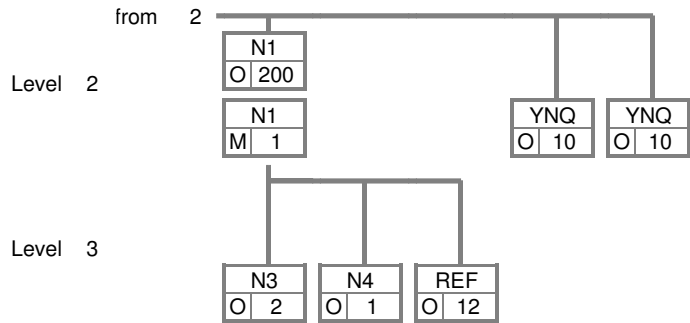 from 2
N1
O 200
Level 2
N1 YNQ YNQ
M 1 O 10 O 10
Level 3
N3 N4 REF
O 2 O 1 O 12